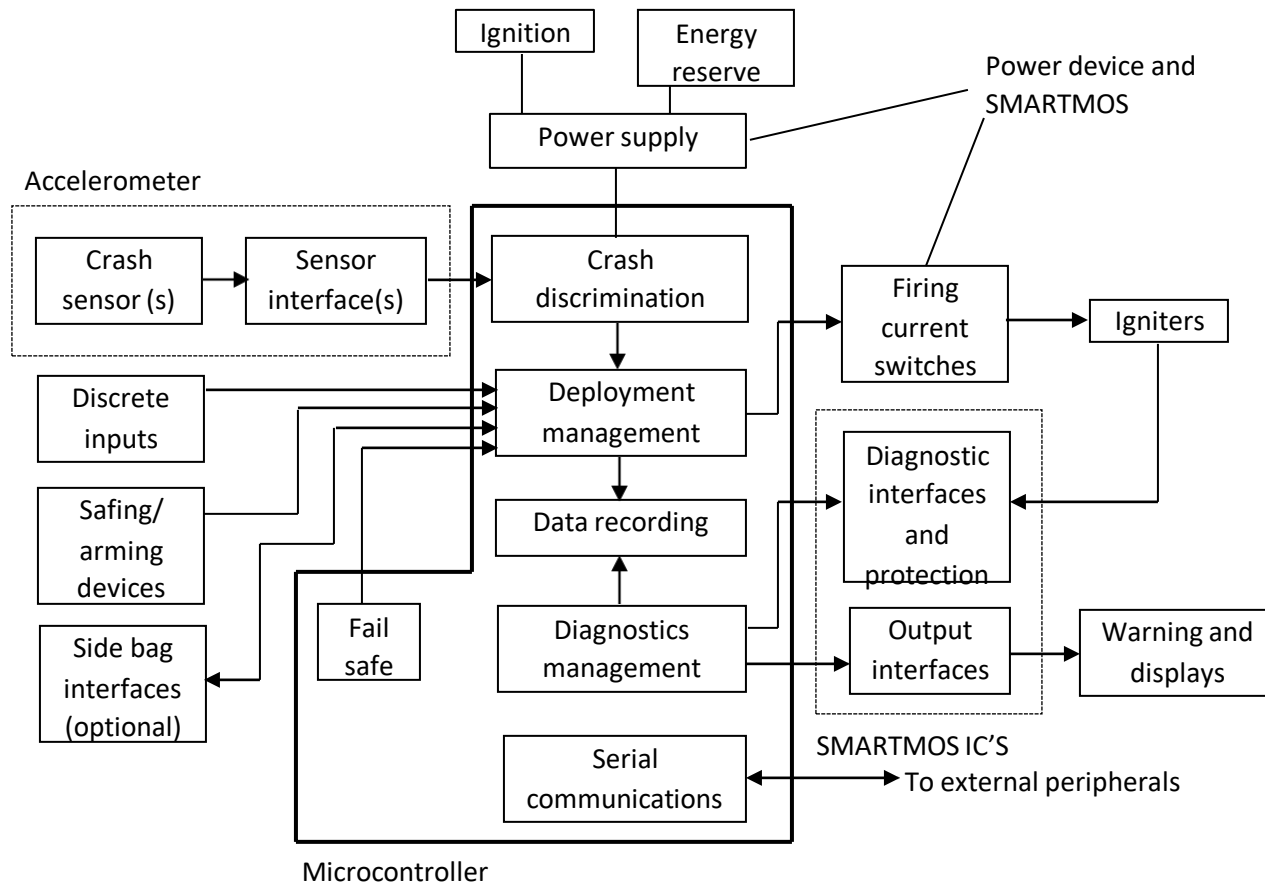 Ignition
Energy
reserve
Power device and
SMARTMOS
Power supply
Accelerometer
Crash
sensor (s)
Sensor
interface(s)
Crash
discrimination
Firing
current
switches
Igniters
Discrete
inputs
Deployment
management
Safing/
arming
devices
Data recording
Diagnostic
interfaces
and
protection
Side bag
interfaces
(optional)
Fail
safe
Diagnostics
management
Output
interfaces
Warning and
displays
SMARTMOS IC’S
Serial
communications
To external peripherals
Microcontroller